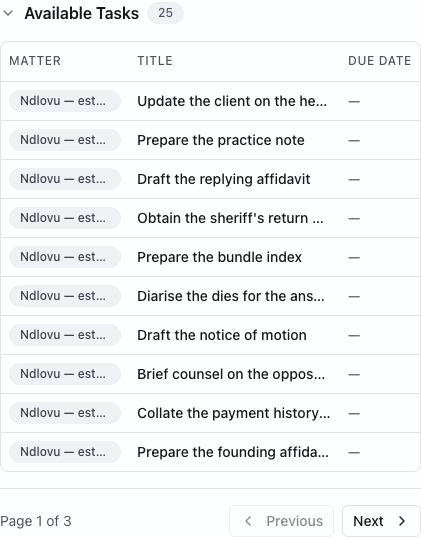 Available Tasks 25
MATTER TITLE DUE DATE
Ndlovu — est... Update the client on the he... —
Ndlovu — est... Prepare the practice note —
Ndlovu — est... Draft the replying affidavit —
Ndlovu — est... Obtain the sheriff's return ... —
Ndlovu — est... Prepare the bundle index —
Ndlovu — est... Diarise the dies for the ans... —
Ndlovu — est... Draft the notice of motion —
Ndlovu — est... Brief counsel on the oppos... —
Ndlovu — est... Collate the payment history... —
Ndlovu — est... Prepare the founding affida... —
Page 1 of 3 Previous Next